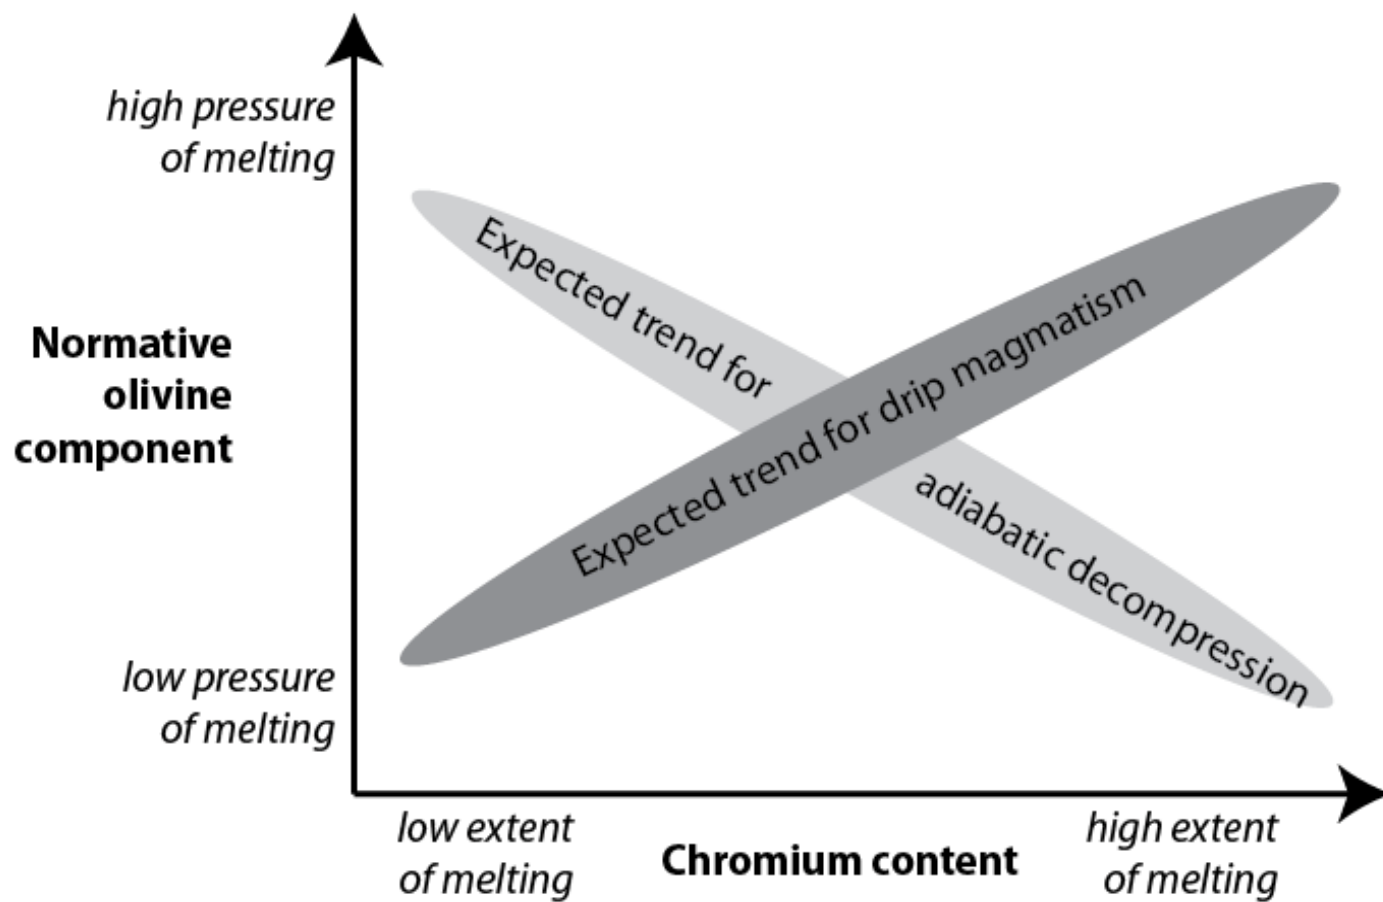 high pressure
of melting
Normative
olivine
component
low pressure
of melting
Expected trend for
adiabatic decompression
Expected trend for drip magmatism
low extent
of melting
Chromium content
high extent
of melting